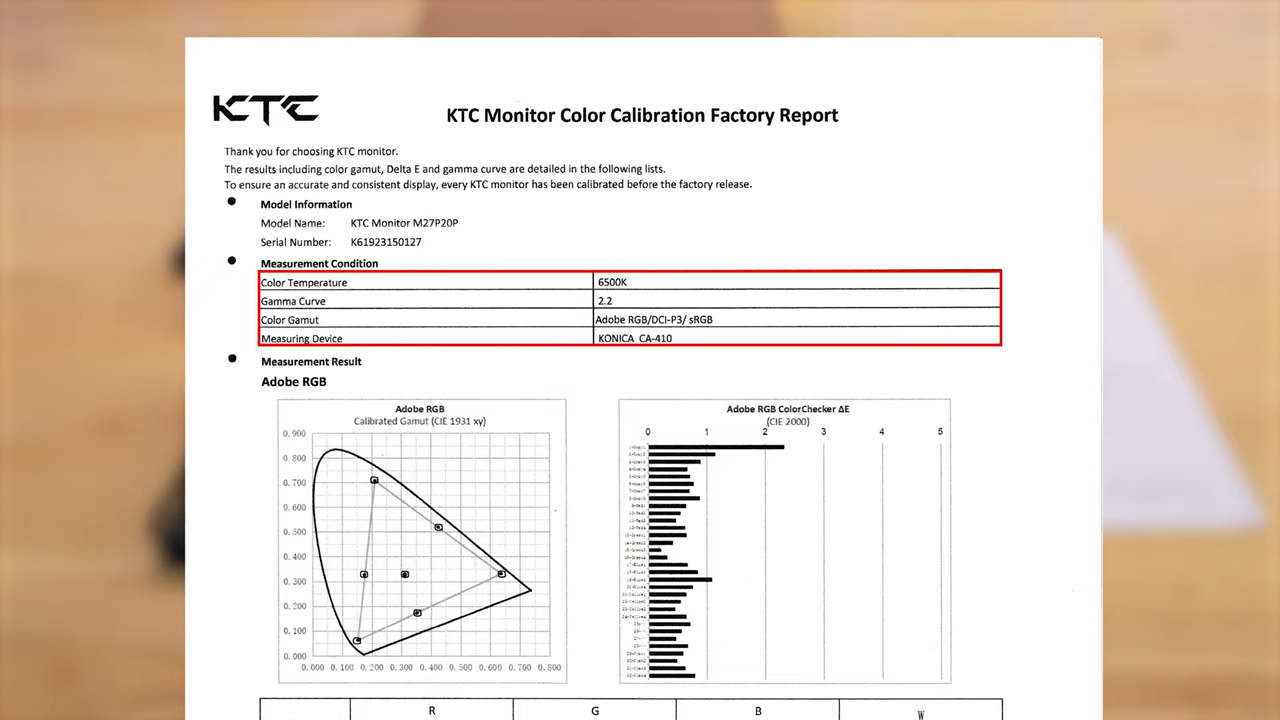 KTC
KTC Monitor Color Calibration Factory Report
Thank you for choosing KTC monitor.
The results including color gamut, Delta E and gamma curve are detailed in the following lists.
To ensure an accurate and consistent display, every KTC monitor has been calibrated before the factory release.
Model Information
Model Name: KTC Monitor M27P20P
Serial Number: K61923150127
Measurement Condition
Color Temperature 6500K
Gamma Curve 2.2
Color Gamut Adobe RGB/DCI-P3/ sRGB
Measuring Device KONICA CA-410
Measurement Result
Adobe RGB
Adobe RGB
Calibrated Gamut (CIE 1931 xy)
0.900
0.800
0.700
0.600
0.500
0.400
0.300
0.200
0.100
0.000
0.000 0.100 0.200 0.300 0.400 0.500 0.600 0.700 0.800
Adobe RGB ColorChecker ΔE
(CIE 2000)
0 1 2 3 4 5
R G B W